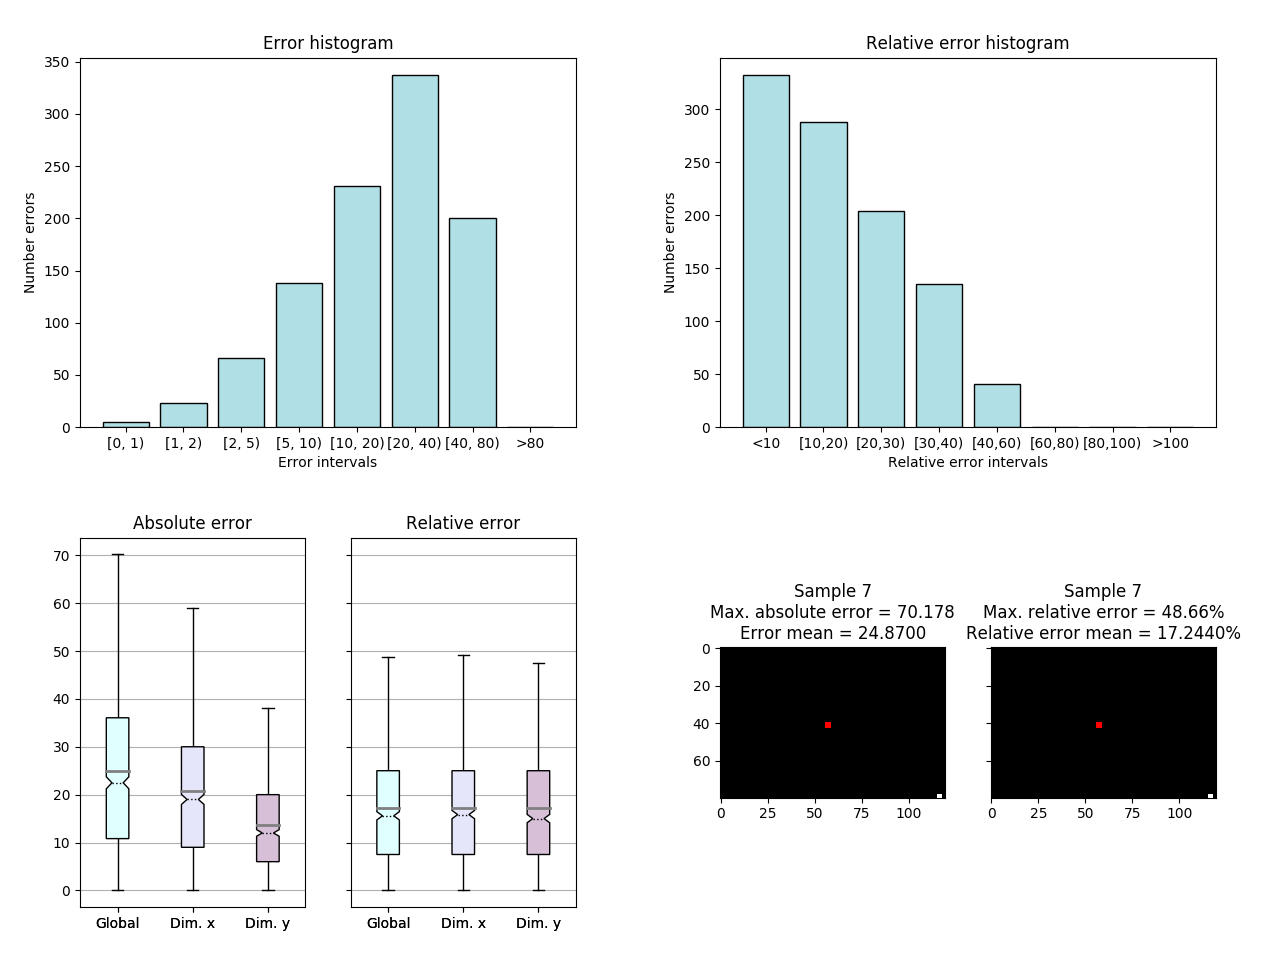 Error histogram
350
300
250
200
150
100
50
0
Number errors
[0, 1) [1, 2) [2, 5) [5, 10) [10, 20) [20, 40) [40, 80) >80
Error intervals
Relative error histogram
300
250
200
150
100
50
0
Number errors
<10 [10,20) [20,30) [30,40) [40,60) [60,80) [80,100) >100
Relative error intervals
Absolute error
70
60
50
40
30
20
10
0
Global Dim. x Dim. y
Relative error
Global Dim. x Dim. y
Sample 7
Max. absolute error = 70.178
Error mean = 24.8700
0
20
40
60
0 25 50 75 100
Sample 7
Max. relative error = 48.66%
Relative error mean = 17.2440%
0 25 50 75 100